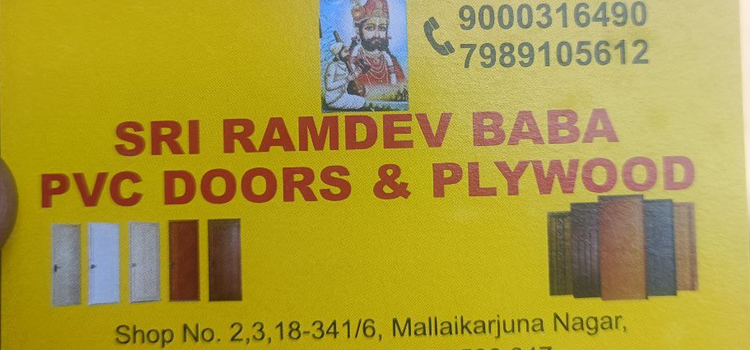 9000316490
7989105612
SRI RAMDEV BABA
PVC DOORS & PLYWOOD
Shop No. 2,3,18-341/6, Mallaikarjuna Nagar,